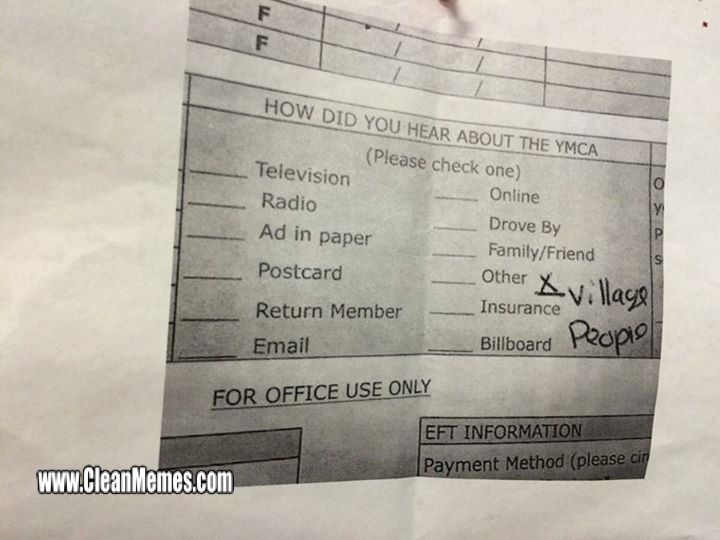 F
F
HOW DID YOU HEAR ABOUT THE YMCA
(Please check one)
Television
Radio
Ad in paper
Postcard
Return Member
Email
Online
Drove By
Family/Friend
Other X Village
Insurance
Billboard People
FOR OFFICE USE ONLY
EFT INFORMATION
Payment Method (please cir
www.CleanMemes.com